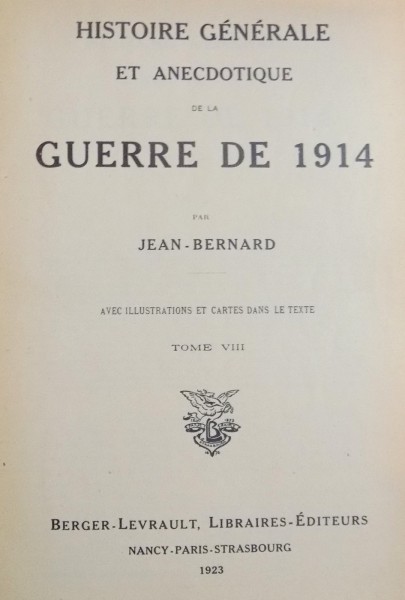 HISTOIRE GÉNÉRALE
ET ANECDOTIQUE
DE LA
GUERRE DE 1914
PAR
JEAN-BERNARD
AVEC ILLUSTRATIONS ET CARTES DANS LE TEXTE
TOME VIII
BERGER-LEVRAULT, LIBRAIRES-ÉDITEURS
NANCY-PARIS-STRASBOURG
1923